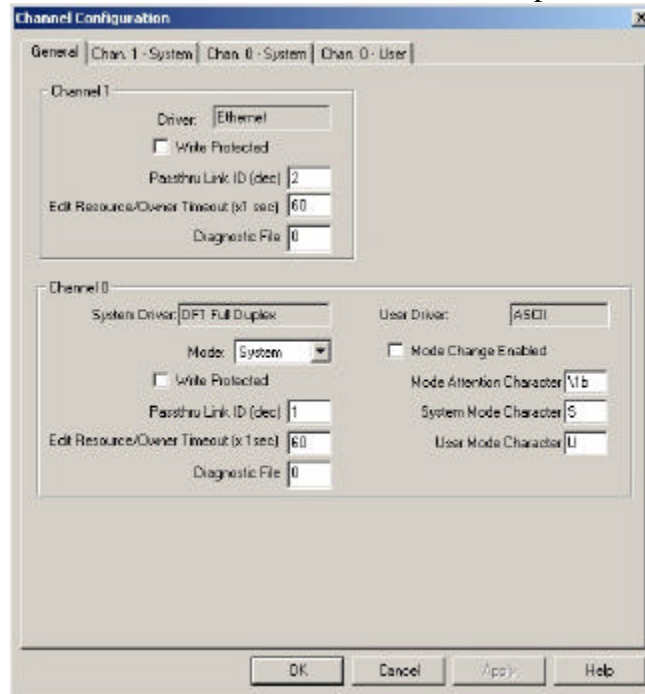 Channel Configuration
General Chan. 1 - System Chan. 0 - System Chan. 0 - User
Channel 1
Driver: Ethernet
Write Protected
Passthru Link ID (dec) 2
Edit Resource/Owner Timeout (x1 sec) 60
Diagnostic File 0
Channel 0
System Driver: DF1 Full Duplex User Driver: ASCII
Mode: System Mode Change Enabled
Write Protected Mode Attention Character \1b
Passthru Link ID (dec) 1 System Mode Character S
Edit Resource/Owner Timeout (x 1sec) 60 User Mode Character U
Diagnostic File 0
OK Cancel Apply Help